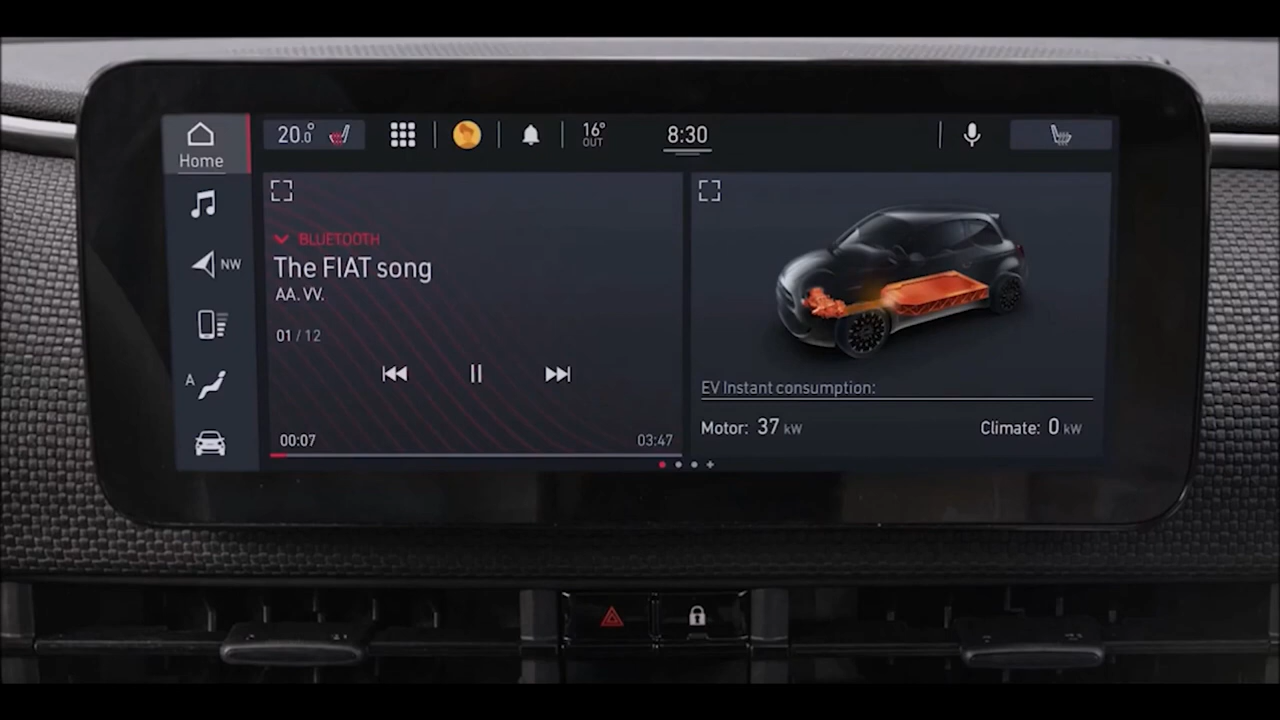 20.0°
16°
OUT
8:30
Home
NW
A
BLUETOOTH
The FIAT song
AA. VV.
01 / 12
00:07
03:47
EV Instant consumption:
Motor: 37 kW
Climate: 0 kW